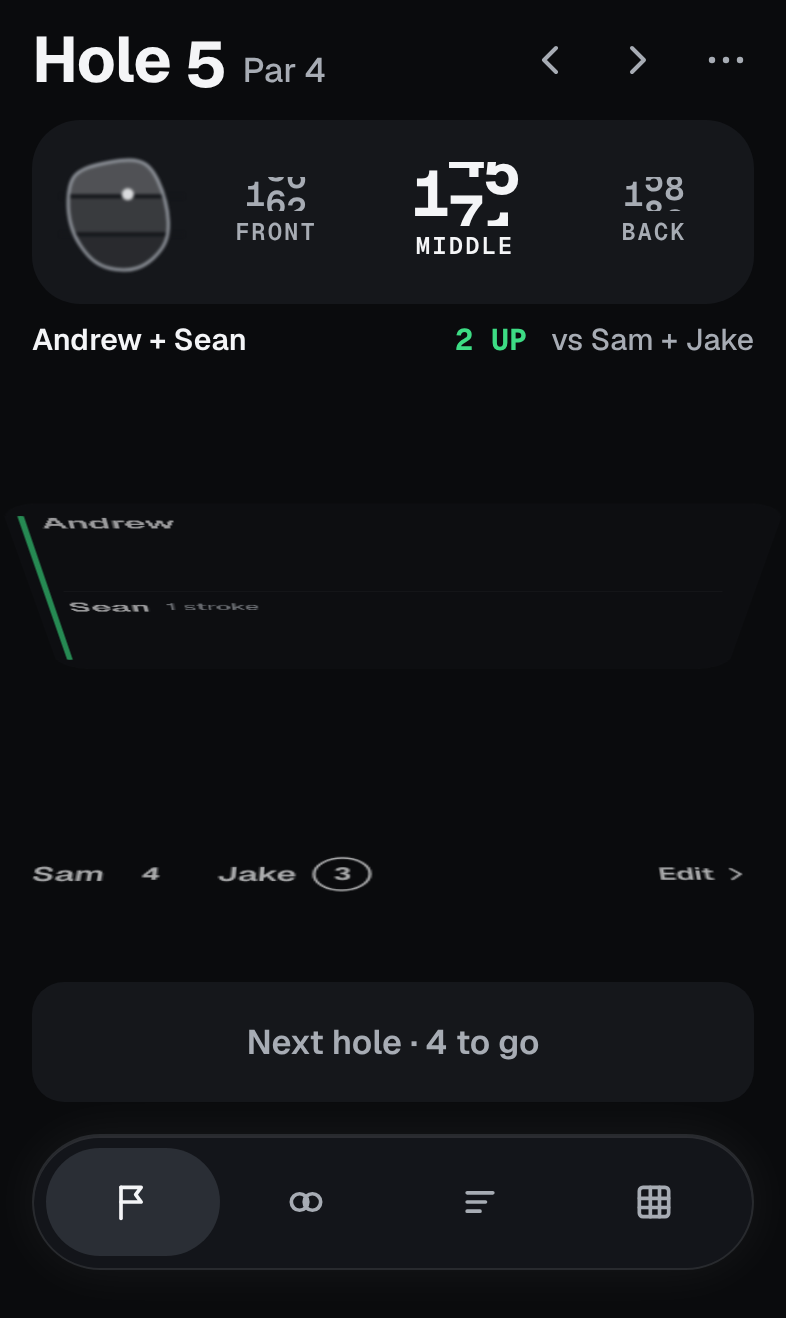 Hole 5 Par 4
FRONT MIDDLE BACK
Andrew + Sean 2 UP vs Sam + Jake
Andrew
Sean 1 stroke
Sam 4 Jake 3 Edit
Next hole · 4 to go